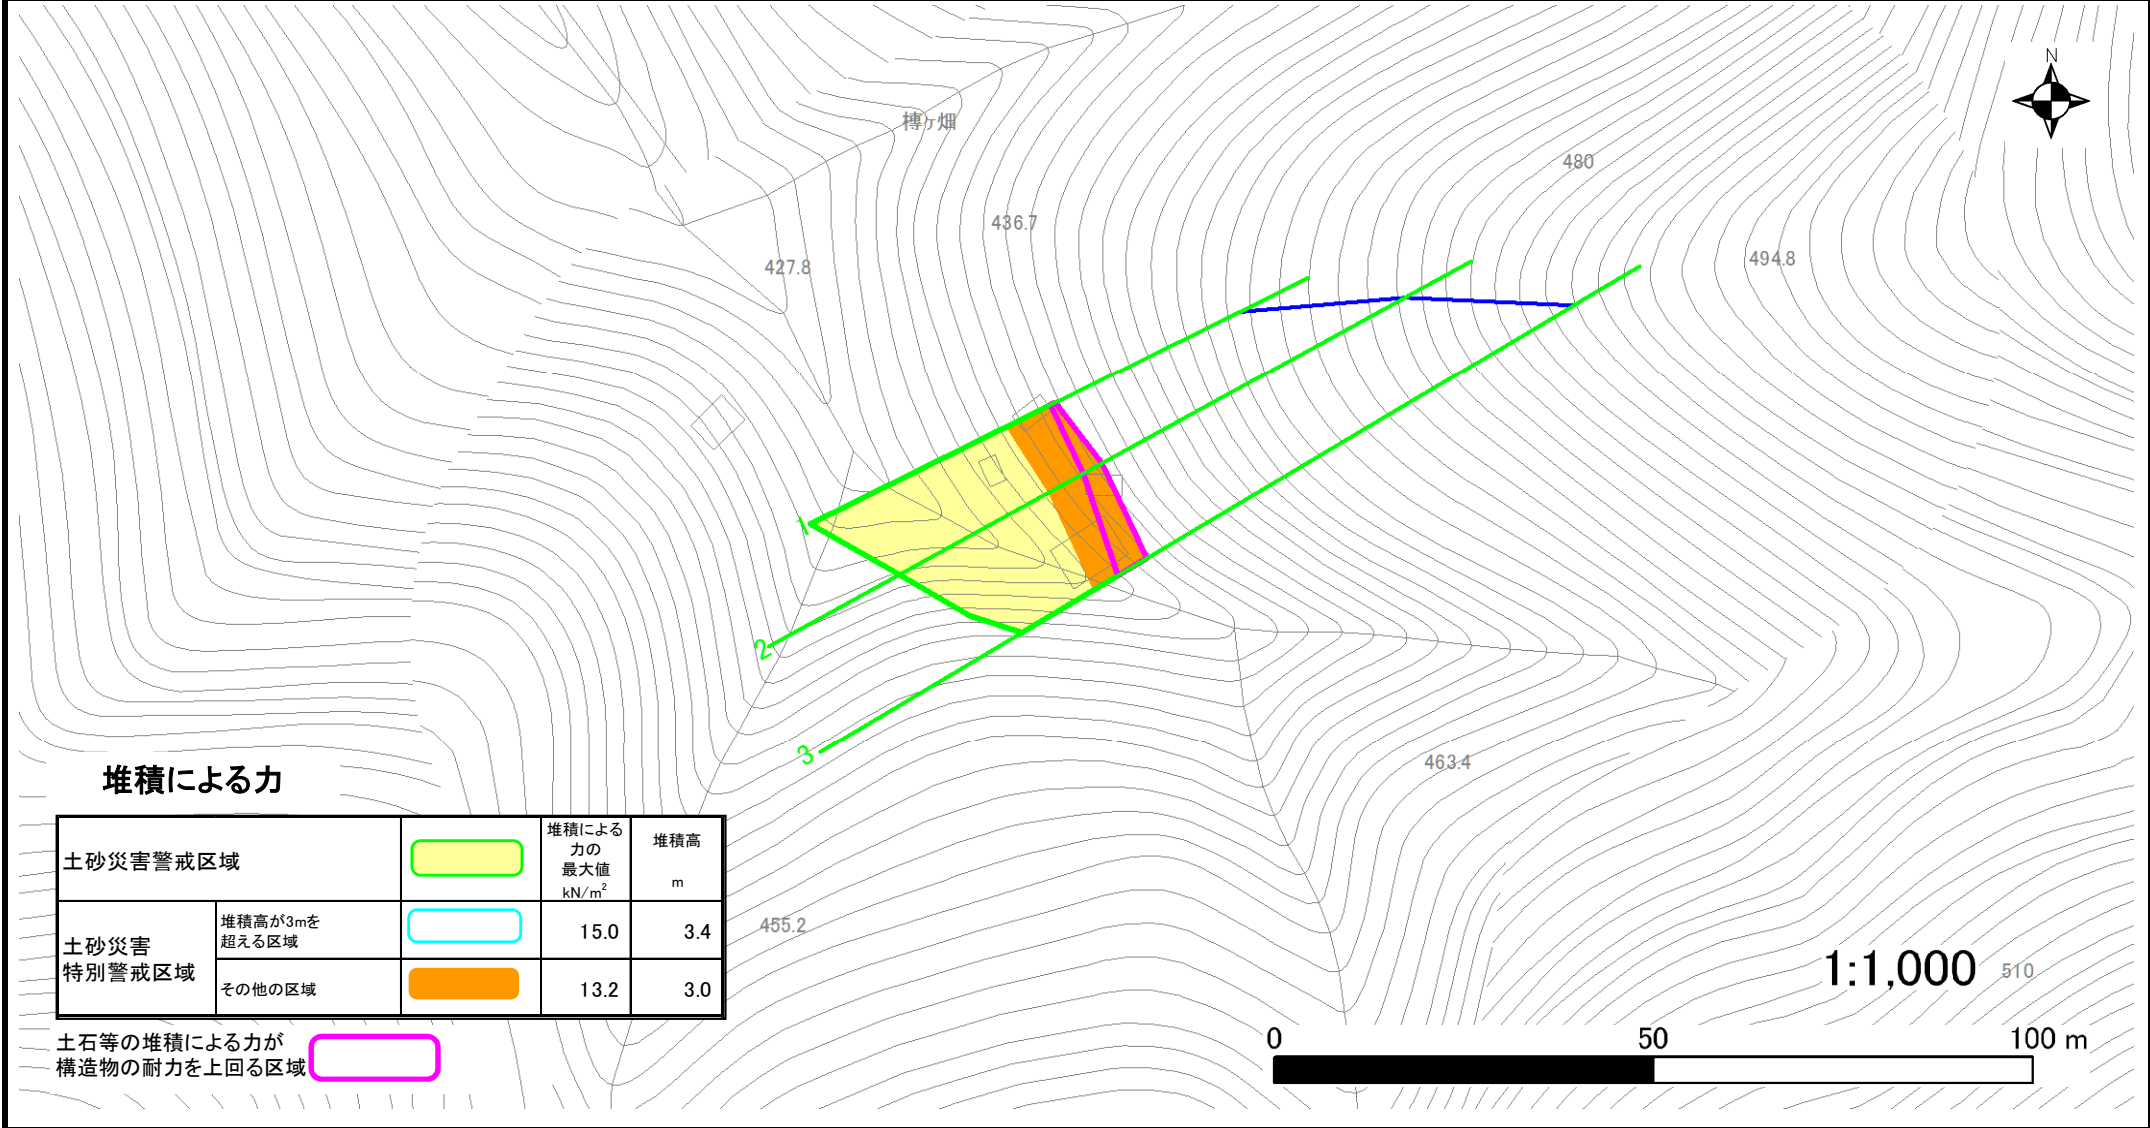 N
樽ヶ畑
480
436.7
494.8
427.8
1
2
3
463.4
455.2
510
堆積による力
土砂災害警戒区域
堆積による
力の
最大値
kN/m²
堆積高
m
土砂災害
特別警戒区域
堆積高が3mを
超える区域
15.0
3.4
その他の区域
13.2
3.0
土石等の堆積による力が
構造物の耐力を上回る区域
1:1,000
0 50 100 m